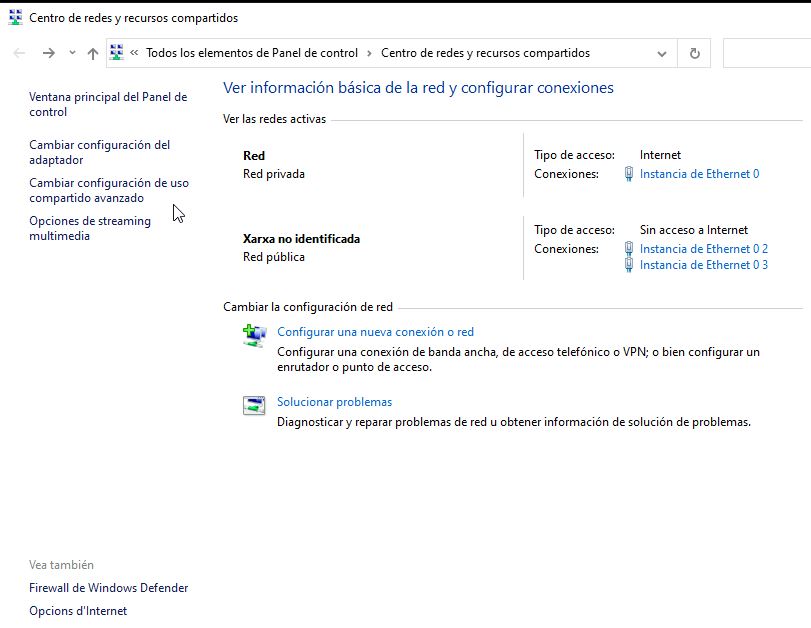 Centro de redes y recursos compartidos
« Todos los elementos de Panel de control › Centro de redes y recursos compartidos
Ventana principal del Panel de
control
Cambiar configuración del
adaptador
Cambiar configuración de uso
compartido avanzado
Opciones de streaming
multimedia
Ver información básica de la red y configurar conexiones
Ver las redes activas
Red
Red privada
Tipo de acceso: Internet
Conexiones: Instancia de Ethernet 0
Xarxa no identificada
Red pública
Tipo de acceso: Sin acceso a Internet
Conexiones: Instancia de Ethernet 0 2
Instancia de Ethernet 0 3
Cambiar la configuración de red
Configurar una nueva conexión o red
Configurar una conexión de banda ancha, de acceso telefónico o VPN; o bien configurar un
enrutador o punto de acceso.
Solucionar problemas
Diagnosticar y reparar problemas de red u obtener información de solución de problemas.
Vea también
Firewall de Windows Defender
Opcions d'Internet